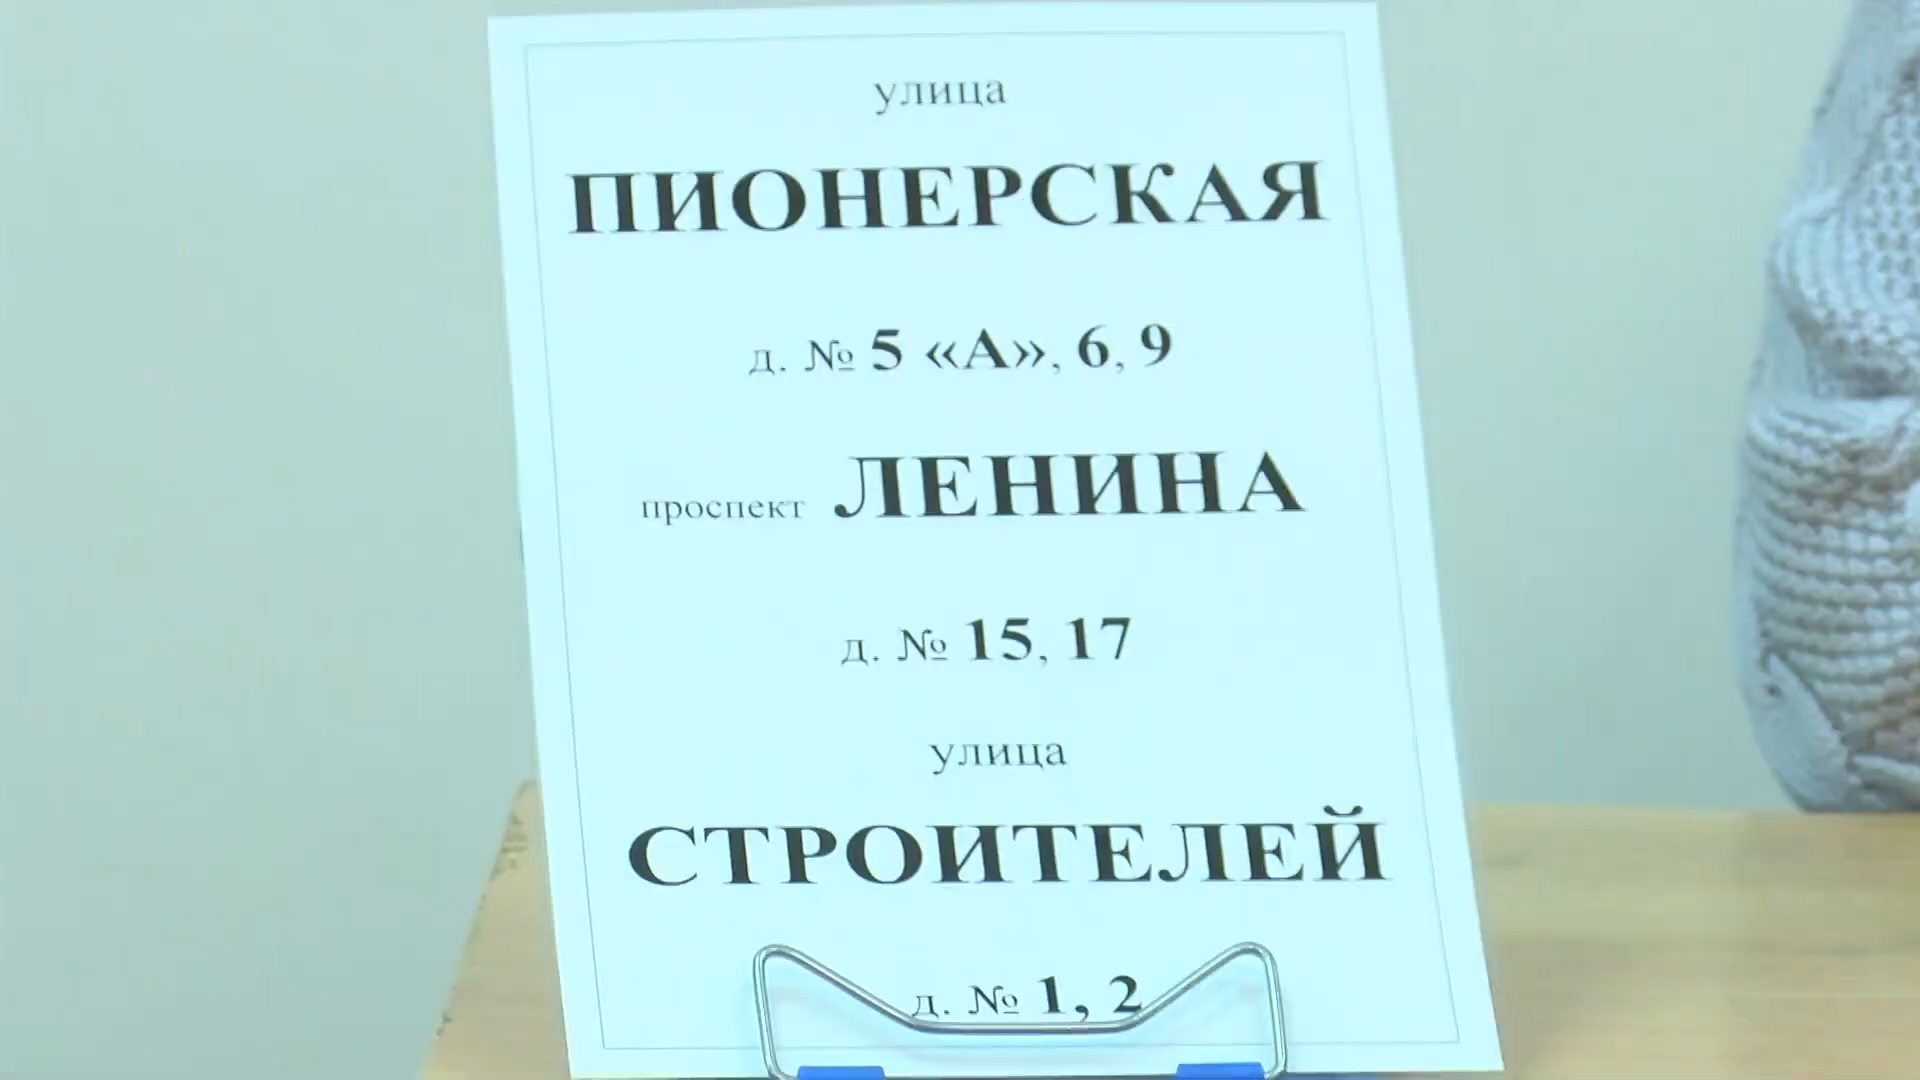 улица
ПИОНЕРСКАЯ
д. № 5 «А», 6, 9
проспект ЛЕНИНА
д. № 15, 17
улица
СТРОИТЕЛЕЙ
д. № 1, 2